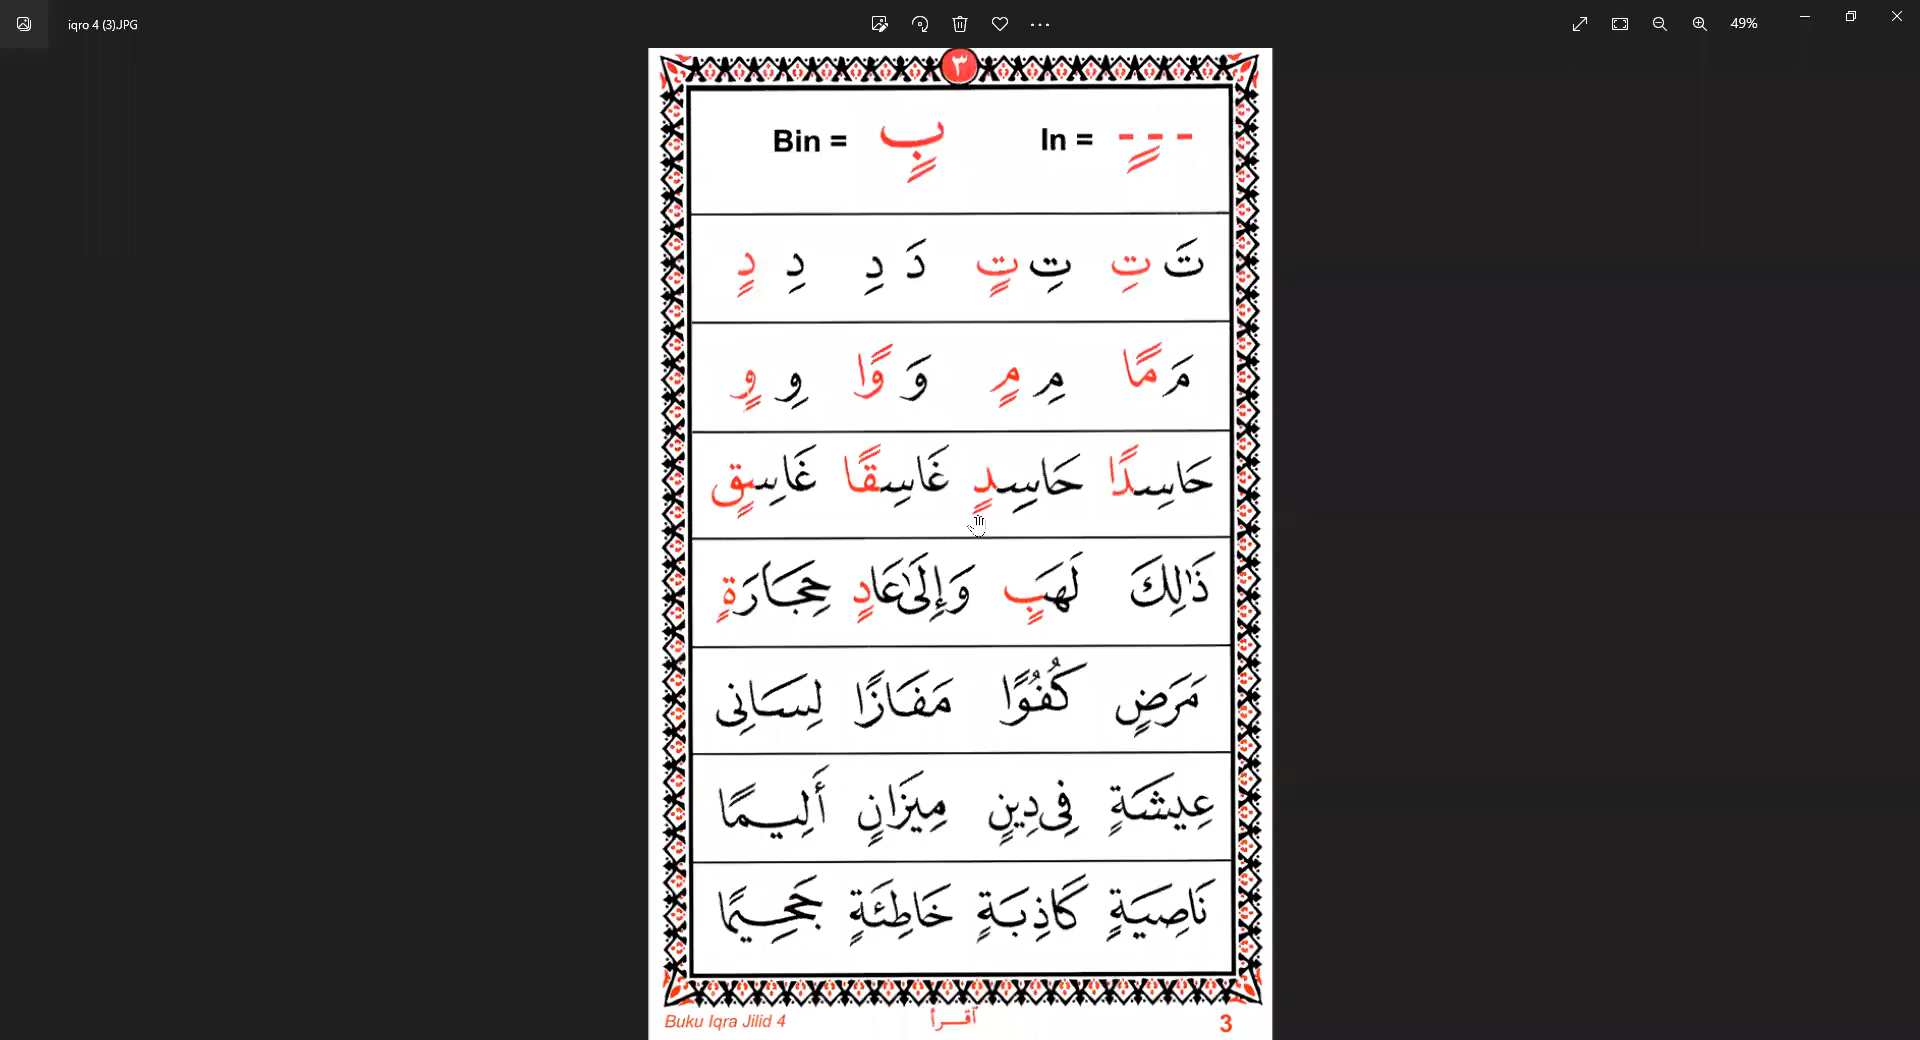 iqro 4 (3).JPG
49%
٣
In = --ـٍ- Bin = بٍ
تَ تِ تِ تٍ دَ دِ دِ دٍ
مَ مًا مِ مٍ وَ وًا وِ وٍ
حَاسِدًا حَاسِدٍ غَاسِقًا غَاسِقٍ
ذَٰلِكَ لَهَبٍ وَإِلَىٰ عَادٍ حِجَارَةٍ
مَرَضٍ كُفُوًا مَفَازًا لِسَانِى
عِيشَةٍ فِى دِينٍ مِيزَانٍ أَلِيمًا
نَاصِيَةٍ كَاذِبَةٍ خَاطِئَةٍ جَحِيمًا
Buku Iqra Jilid 4 اقرأ 3